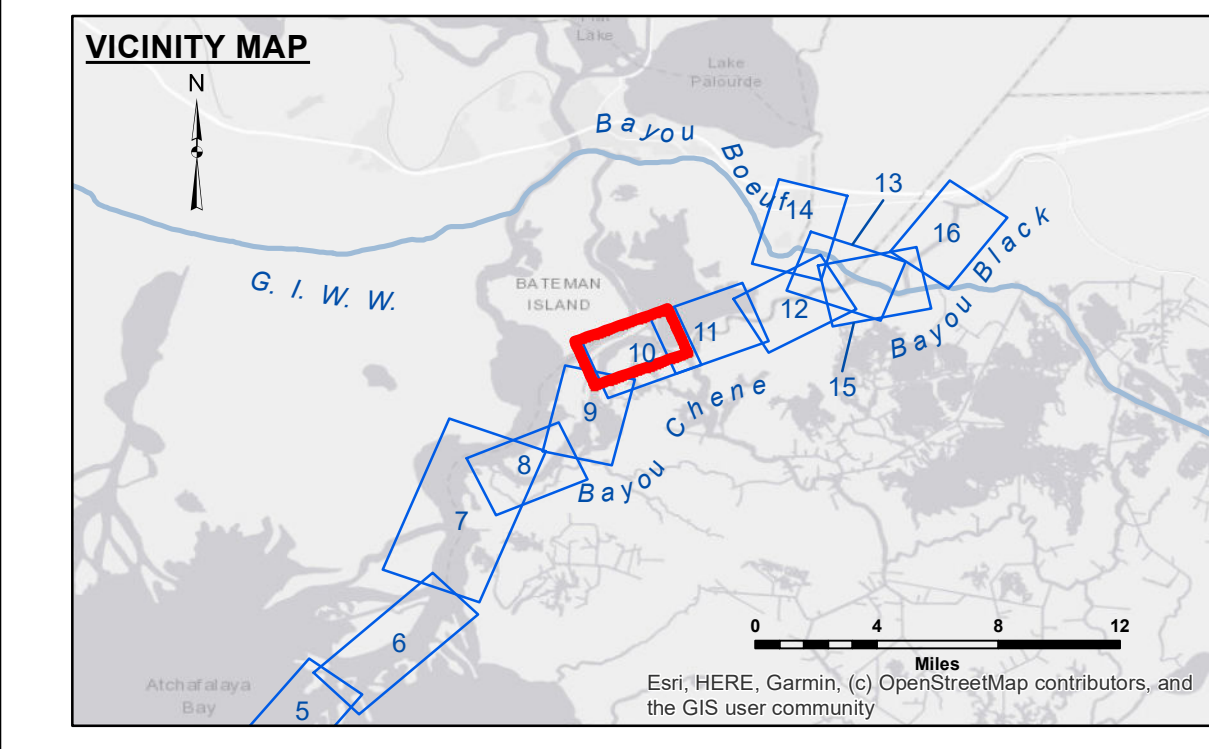 VICINITY MAP
N
Flat
Lake
Lake
Palourde
Bayou
Boeuf
13
14
16
Bayou Black
G. I. W. W.
BATEMAN
ISLAND
12
11
10
15
9
Bayou Chene
8
7
6
5
Atchafalaya
Bay
0 4 8 12
Miles
Esri, HERE, Garmin, (c) OpenStreetMap contributors, and
the GIS user community